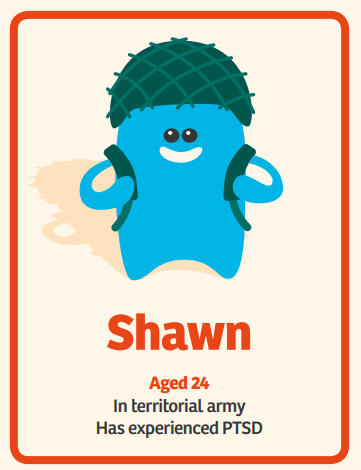 Shawn
Aged 24
In territorial army
Has experienced PTSD